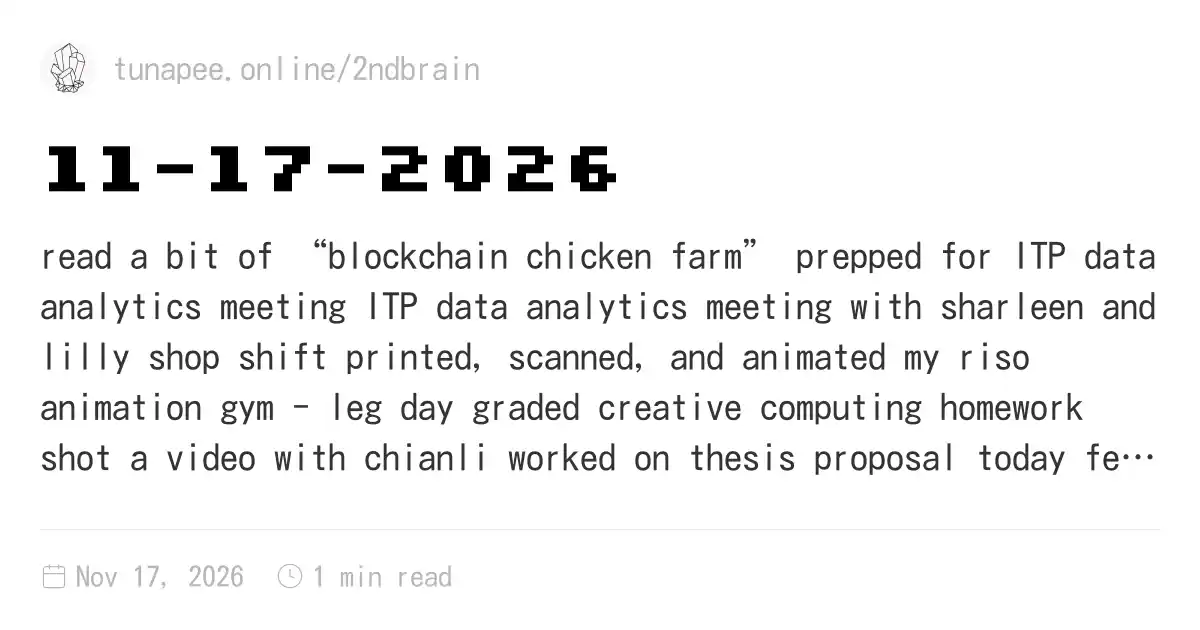 tunapee.online/2ndbrain
11-17-2026
read a bit of “blockchain chicken farm” prepped for ITP data
analytics meeting ITP data analytics meeting with sharleen and
lilly shop shift printed, scanned, and animated my riso
animation gym - leg day graded creative computing homework
shot a video with chianli worked on thesis proposal today fe…
Nov 17, 2026 1 min read